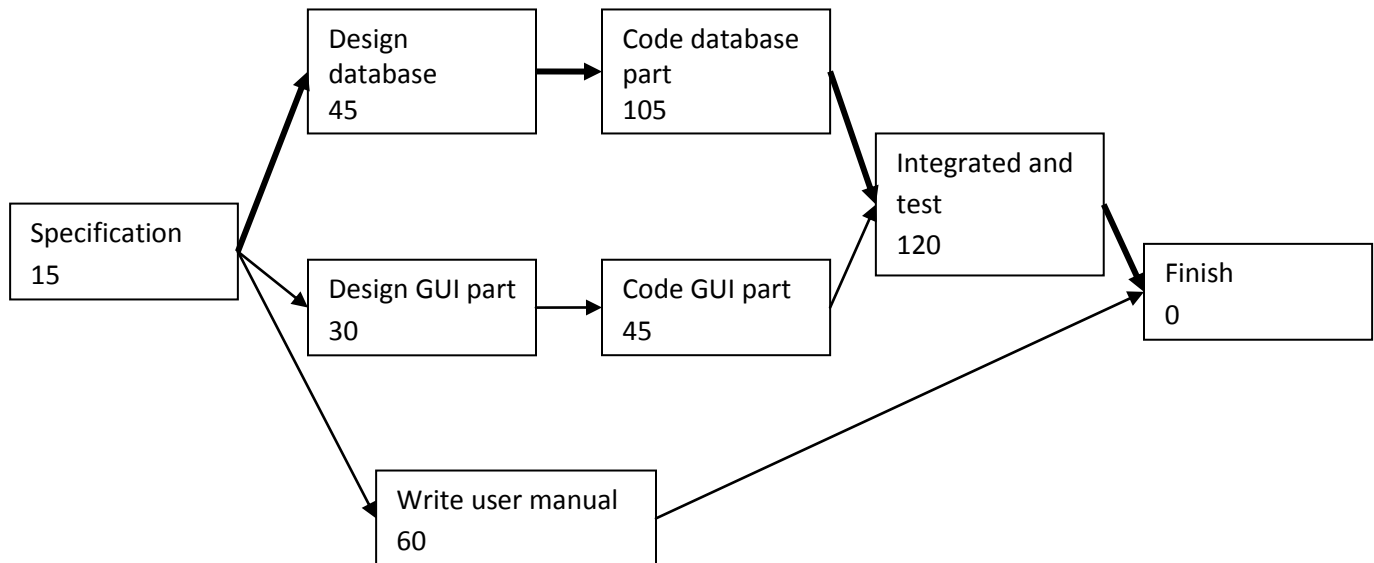 Design
database
45
Code database
part
105
Integrated and
test
120
Specification
15
Design GUI part
30
Code GUI part
45
Finish
0
Write user manual
60